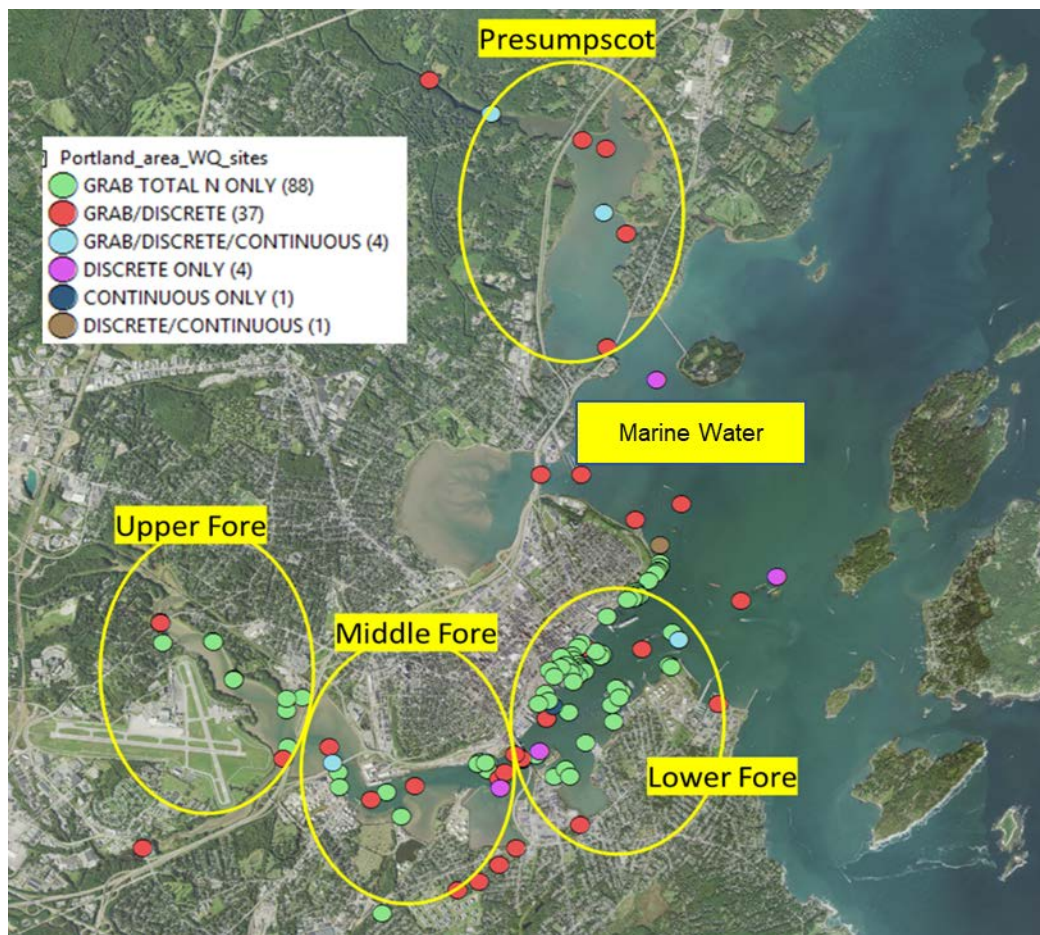 Presumpscot
Portland_area_WQ_sites
GRAB TOTAL N ONLY (88)
GRAB/DISCRETE (37)
GRAB/DISCRETE/CONTINUOUS (4)
DISCRETE ONLY (4)
CONTINUOUS ONLY (1)
DISCRETE/CONTINUOUS (1)
Marine Water
Upper Fore
Middle Fore
Lower Fore